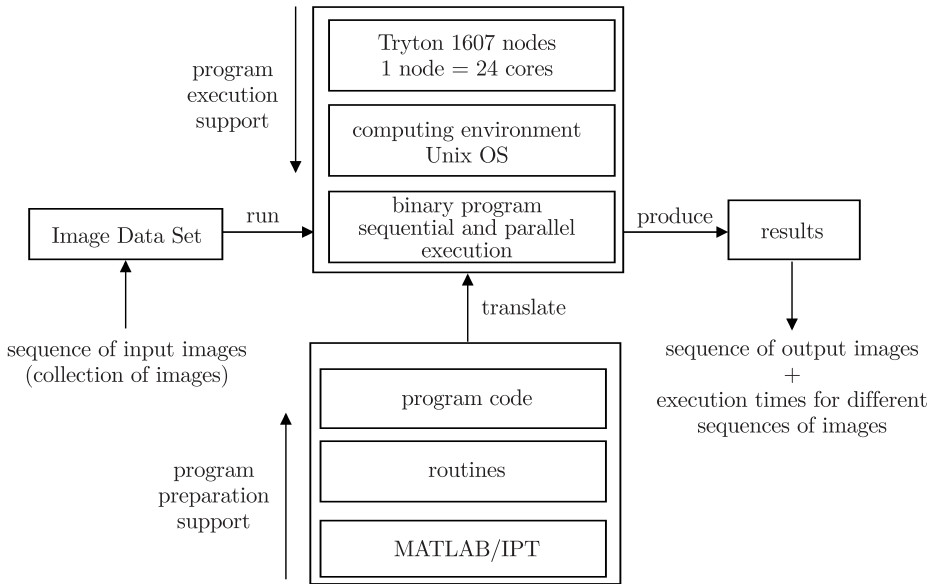 Tryton 1607 nodes
1 node = 24 cores
program
execution
support
computing environment
Unix OS
binary program
sequential and parallel
execution
Image Data Set
run
produce
results
translate
sequence of input images
(collection of images)
sequence of output images
+
execution times for different
sequences of images
program code
routines
MATLAB/IPT
program
preparation
support